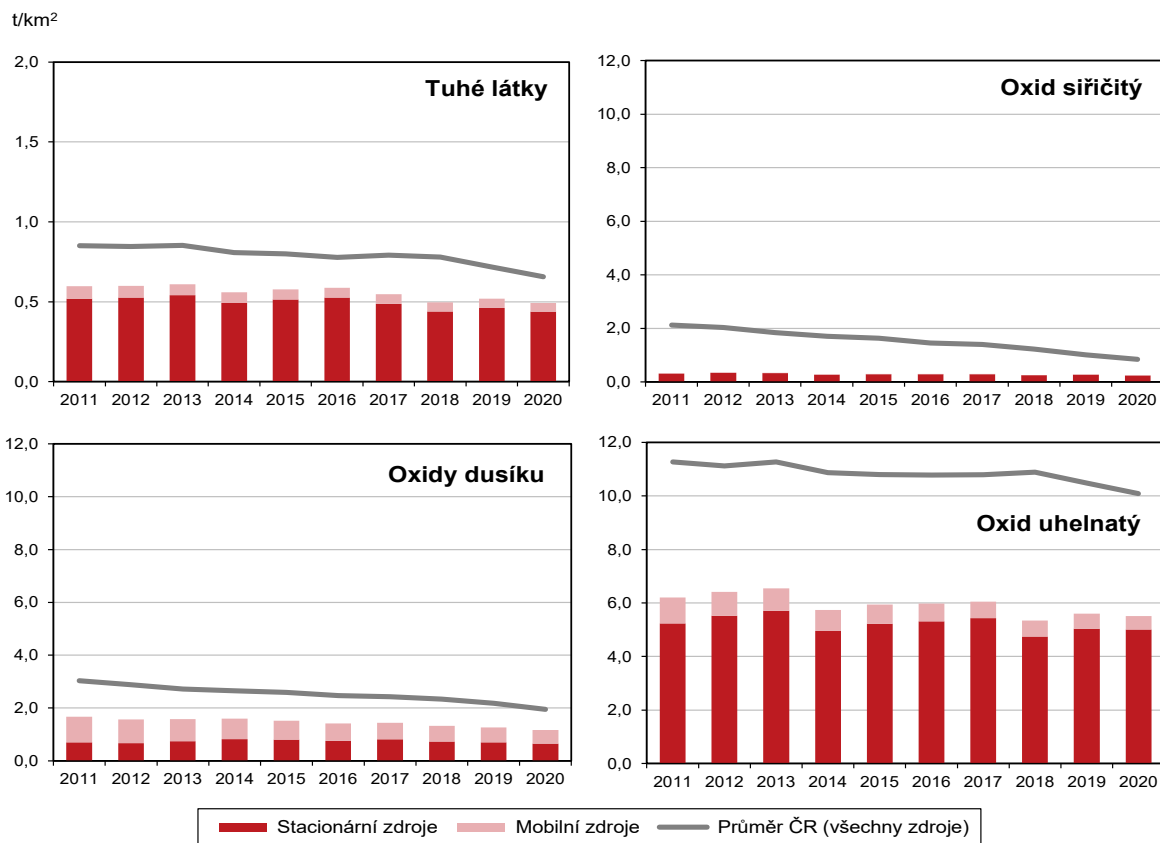 t/km²
Tuhé látky
2,0
1,5
1,0
0,5
0,0
2011 2012 2013 2014 2015 2016 2017 2018 2019 2020
Oxid siřičitý
12,0
10,0
8,0
6,0
4,0
2,0
0,0
2011 2012 2013 2014 2015 2016 2017 2018 2019 2020
Oxidy dusíku
12,0
10,0
8,0
6,0
4,0
2,0
0,0
2011 2012 2013 2014 2015 2016 2017 2018 2019 2020
Oxid uhelnatý
12,0
10,0
8,0
6,0
4,0
2,0
0,0
2011 2012 2013 2014 2015 2016 2017 2018 2019 2020
Stacionární zdroje Mobilní zdroje Průměr ČR (všechny zdroje)